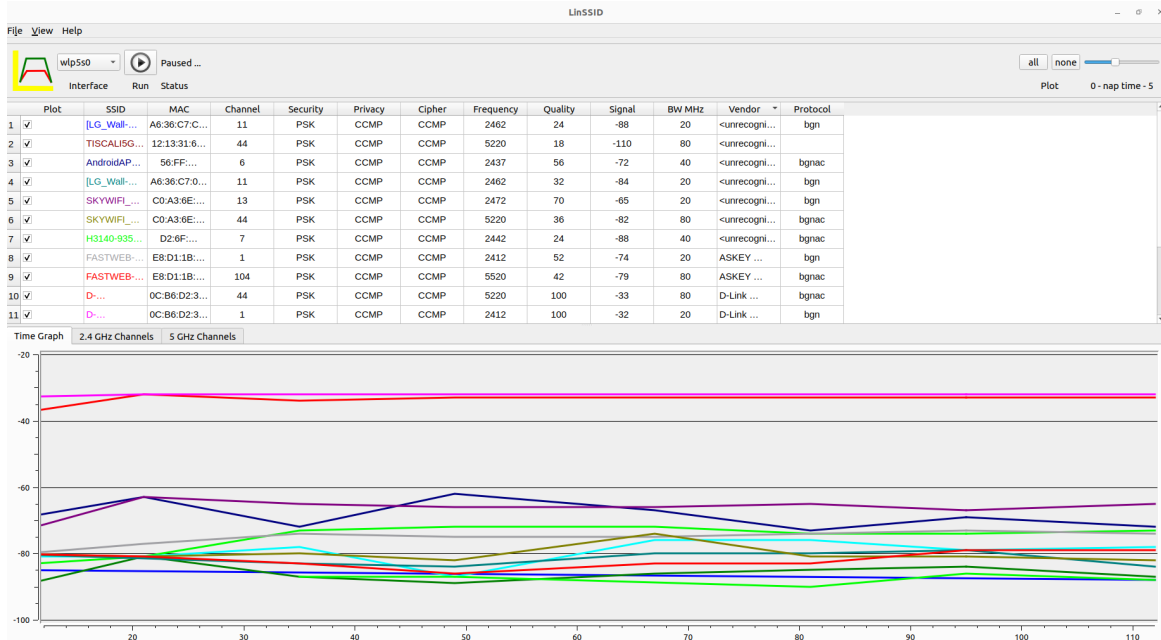 LinSSID
File View Help
wlp5s0 Paused ... all none
Interface Run Status Plot 0 - nap time - 5
Plot SSID MAC Channel Security Privacy Cipher Frequency Quality Signal BW MHz Vendor Protocol
1 [LG_Wall-... A6:36:C7:C... 11 PSK CCMP CCMP 2462 24 -88 20 <unrecogni... bgn
2 TISCALI5G... 12:13:31:6... 44 PSK CCMP CCMP 5220 18 -110 80 <unrecogni...
3 AndroidAP... 56:FF:... 6 PSK CCMP CCMP 2437 56 -72 40 <unrecogni... bgnac
4 [LG_Wall-... A6:36:C7:0... 11 PSK CCMP CCMP 2462 32 -84 20 <unrecogni... bgn
5 SKYWIFI_... C0:A3:6E:... 13 PSK CCMP CCMP 2472 70 -65 20 <unrecogni... bgn
6 SKYWIFI_... C0:A3:6E:... 44 PSK CCMP CCMP 5220 36 -82 80 <unrecogni... bgnac
7 H3140-935... D2:6F:... 7 PSK CCMP CCMP 2442 24 -88 40 <unrecogni... bgnac
8 FASTWEB-... E8:D1:1B:... 1 PSK CCMP CCMP 2412 52 -74 20 ASKEY ... bgn
9 FASTWEB-... E8:D1:1B:... 104 PSK CCMP CCMP 5520 42 -79 80 ASKEY ... bgnac
10 D-... 0C:B6:D2:3... 44 PSK CCMP CCMP 5220 100 -33 80 D-Link ... bgnac
11 D-... 0C:B6:D2:3... 1 PSK CCMP CCMP 2412 100 -32 20 D-Link ... bgn
Time Graph 2.4 GHz Channels 5 GHz Channels
-20
-40
-60
-80
-100
20 30 40 50 60 70 80 90 100 110